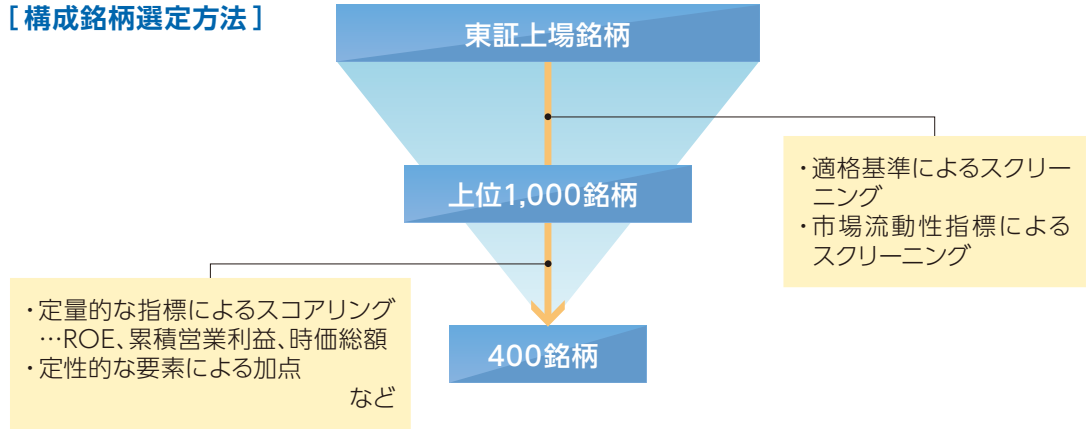 [構成銘柄選定方法]
東証上場銘柄
・適格基準によるスクリー
ニング
・市場流動性指標による
スクリーニング
上位1,000銘柄
・定量的な指標によるスコアリング
…ROE、累積営業利益、時価総額
・定性的な要素による加点
など
400銘柄